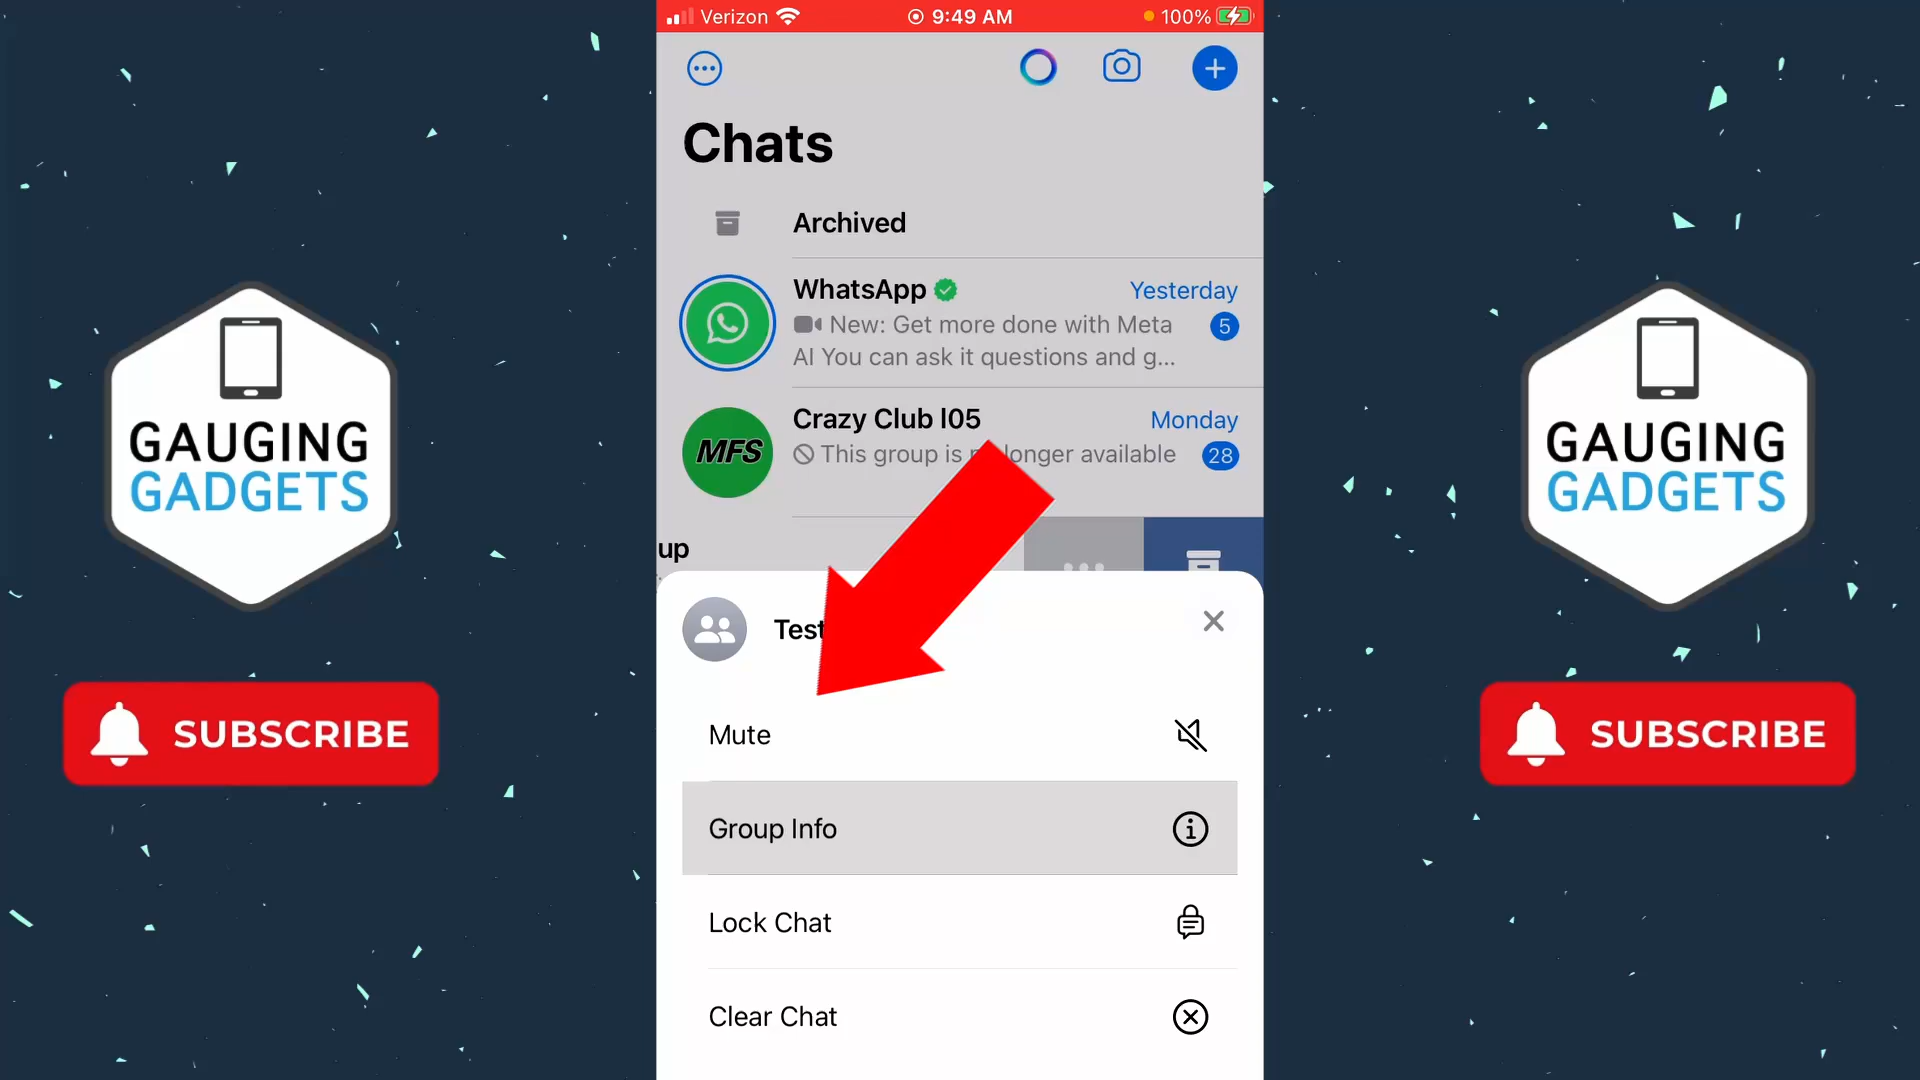 Verizon 9:49 AM 100%
Chats
Archived
WhatsApp Yesterday
New: Get more done with Meta 5
AI You can ask it questions and g...
MFS
Crazy Club I05 Monday
This group is longer available 28
up
Test
Mute
Group Info
Lock Chat
Clear Chat
GAUGING
GADGETS
SUBSCRIBE
GAUGING
GADGETS
SUBSCRIBE